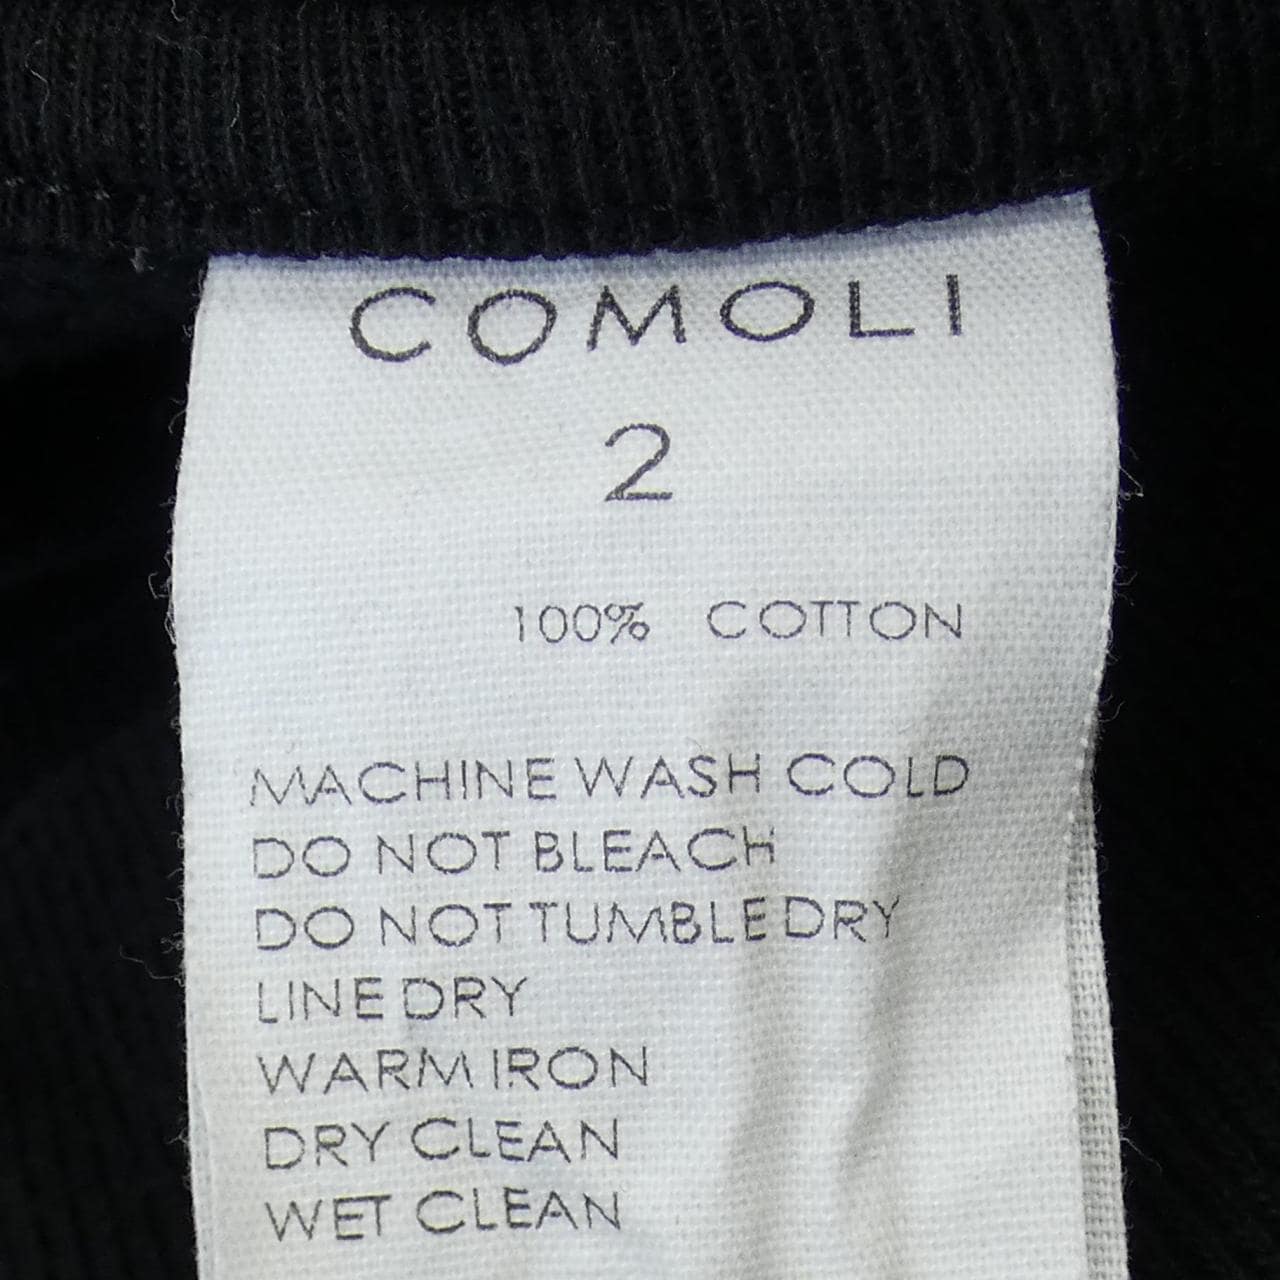 COMOLI
2
100% COTTON
MACHINE WASH COLD
DO NOT BLEACH
DO NOT TUMBLE DRY
LINE DRY
WARM IRON
DRY CLEAN
WET CLEAN